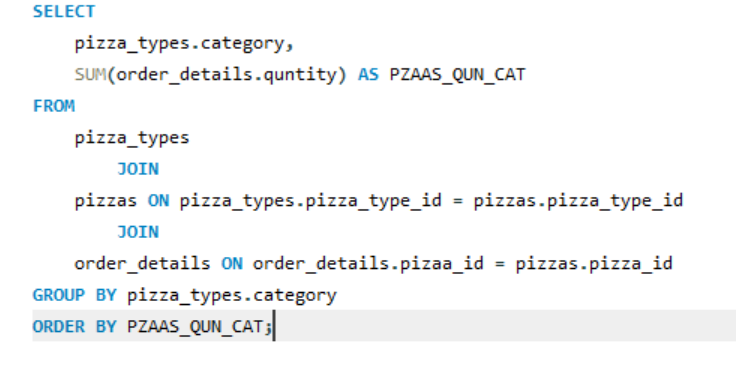 SELECT
pizza_types.category,
SUM(order_details.quntity) AS PZAAS_QUN_CAT
FROM
pizza_types
JOIN
pizzas ON pizza_types.pizza_type_id = pizzas.pizza_type_id
JOIN
order_details ON order_details.pizaa_id = pizzas.pizza_id
GROUP BY pizza_types.category
ORDER BY PZAAS_QUN_CAT;